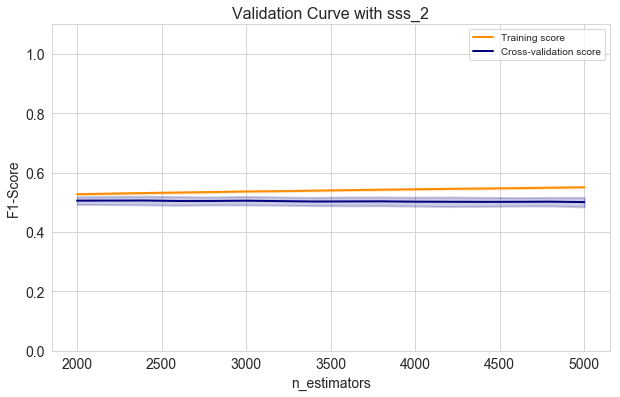 Validation Curve with sss_2
Training score
Cross-validation score
1.0
0.8
0.6
0.4
0.2
0.0
F1-Score
2000 2500 3000 3500 4000 4500 5000
n_estimators